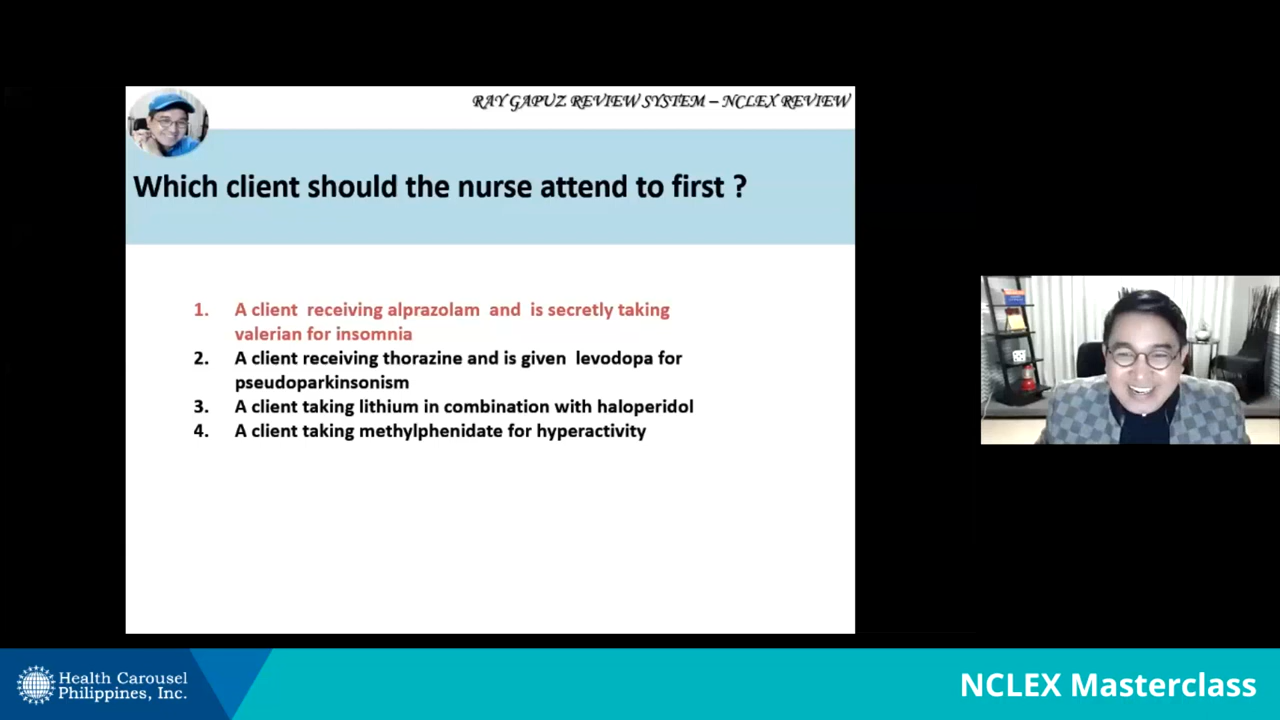 RAY GAPUZ REVIEW SYSTEM – NCLEX REVIEW
Which client should the nurse attend to first ?
1. A client receiving alprazolam and is secretly taking
valerian for insomnia
2. A client receiving thorazine and is given levodopa for
pseudoparkinsonism
3. A client taking lithium in combination with haloperidol
4. A client taking methylphenidate for hyperactivity
Health Carousel
Philippines, Inc.
NCLEX Masterclass